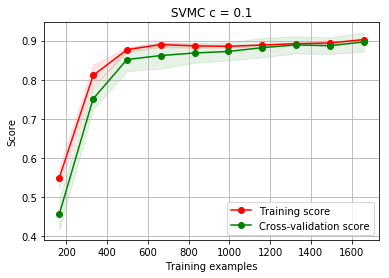 SVMC c = 0.1
Score
0.9
0.8
0.7
0.6
0.5
0.4
Training score
Cross-validation score
200 400 600 800 1000 1200 1400 1600
Training examples